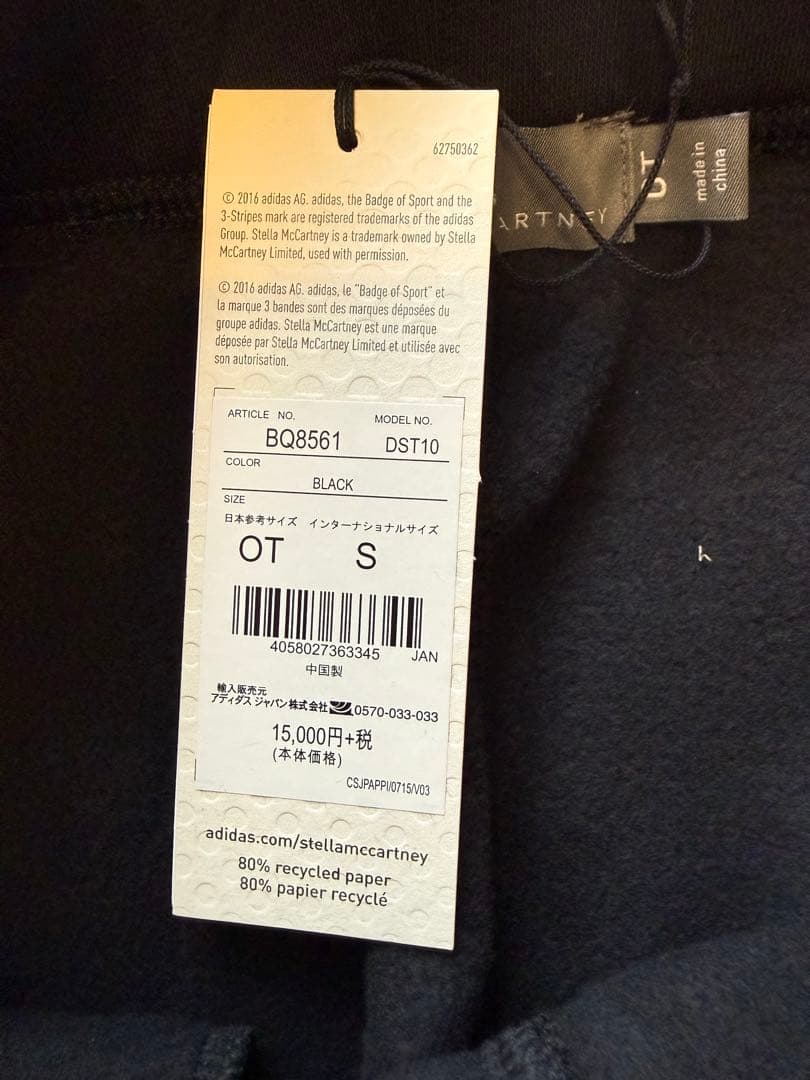 62750362
© 2016 adidas AG. adidas, the Badge of Sport and the
3-Stripes mark are registered trademarks of the adidas
Group. Stella McCartney is a trademark owned by Stella
McCartney Limited, used with permission.
© 2016 adidas AG. adidas, le "Badge of Sport" et
la marque 3 bandes sont des marques déposées du
groupe adidas. Stella McCartney est une marque
déposée par Stella McCartney Limited et utilisée avec
son autorisation.
ARTICLE NO. MODEL NO.
BQ8561 DST10
COLOR
BLACK
SIZE
日本参考サイズ インターナショナルサイズ
OT S
4058027363345 JAN
中国製
輸入販売元
アディダス ジャパン株式会社 0570-033-033
15,000円+税
(本体価格)
CSJPAPPI/0715/V03
adidas.com/stellamccartney
80% recycled paper
80% papier recyclé
ARTNEY
OT
made in
china